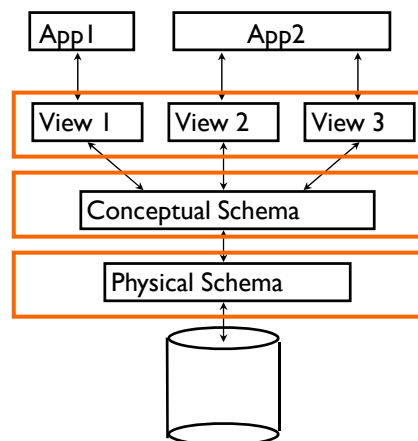 App1 App2
View 1 View 2 View 3
Conceptual Schema
Physical Schema